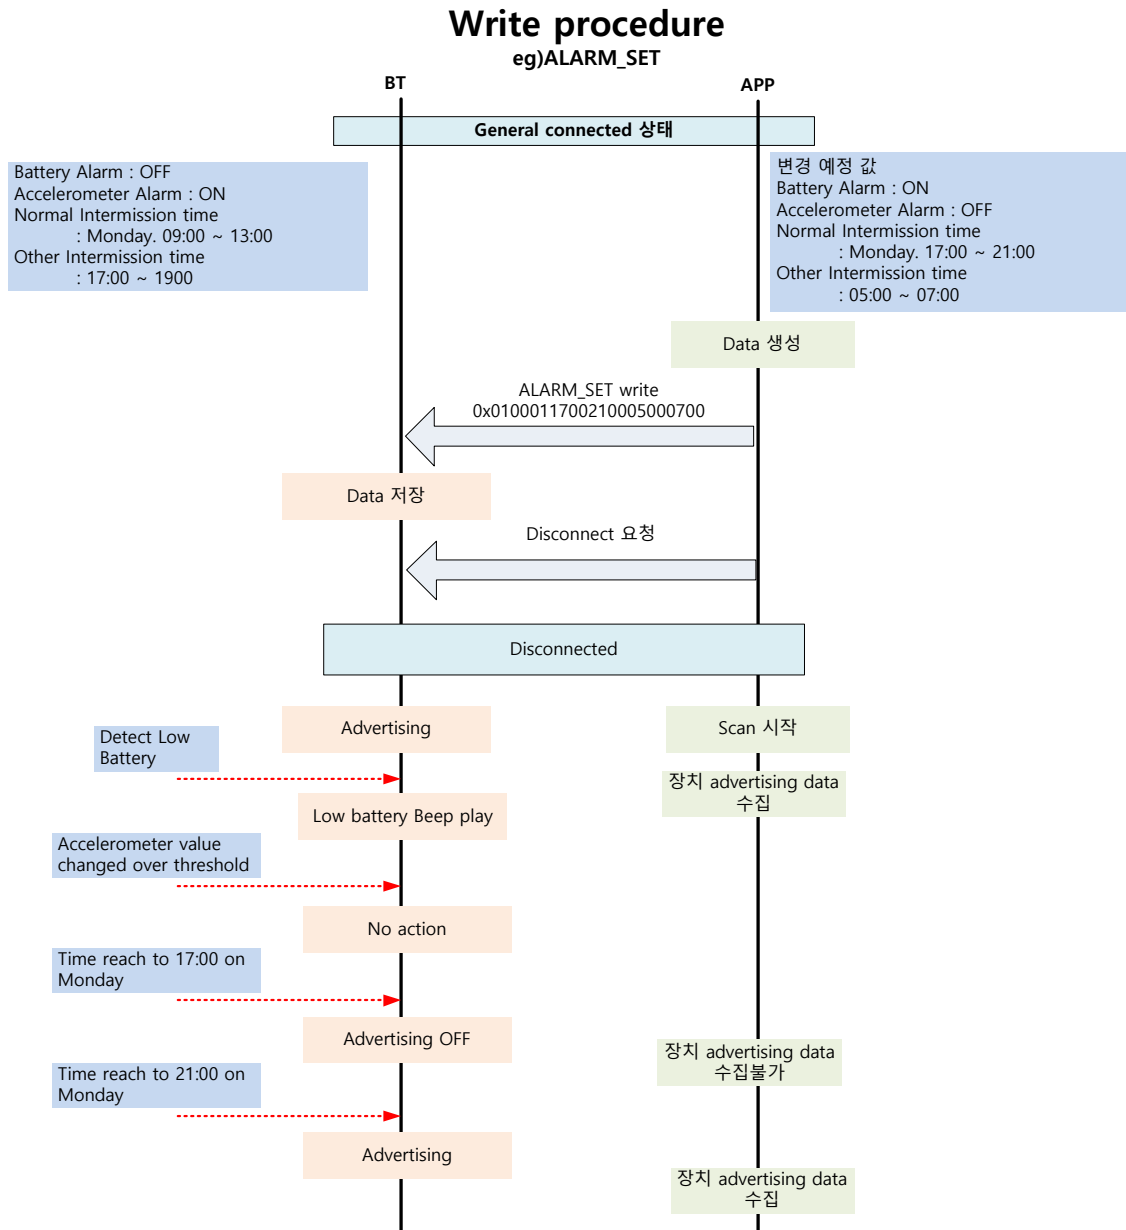 Write procedure
eg)ALARM_SET
BT
APP
General connected 상태
Battery Alarm : OFF
Accelerometer Alarm : ON
Normal Intermission time
: Monday. 09:00 ~ 13:00
Other Intermission time
: 17:00 ~ 1900
변경 예정 값
Battery Alarm : ON
Accelerometer Alarm : OFF
Normal Intermission time
: Monday. 17:00 ~ 21:00
Other Intermission time
: 05:00 ~ 07:00
Data 생성
ALARM_SET write
0x0100011700210005000700
Data 저장
Disconnect 요청
Disconnected
Advertising
Scan 시작
Detect Low
Battery
장치 advertising data
수집
Low battery Beep play
Accelerometer value
changed over threshold
No action
Time reach to 17:00 on
Monday
Advertising OFF
장치 advertising data
수집불가
Time reach to 21:00 on
Monday
Advertising
장치 advertising data
수집